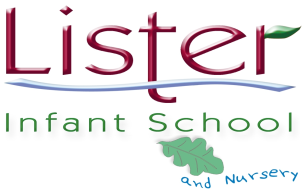 Lister
Infant School
and Nursery